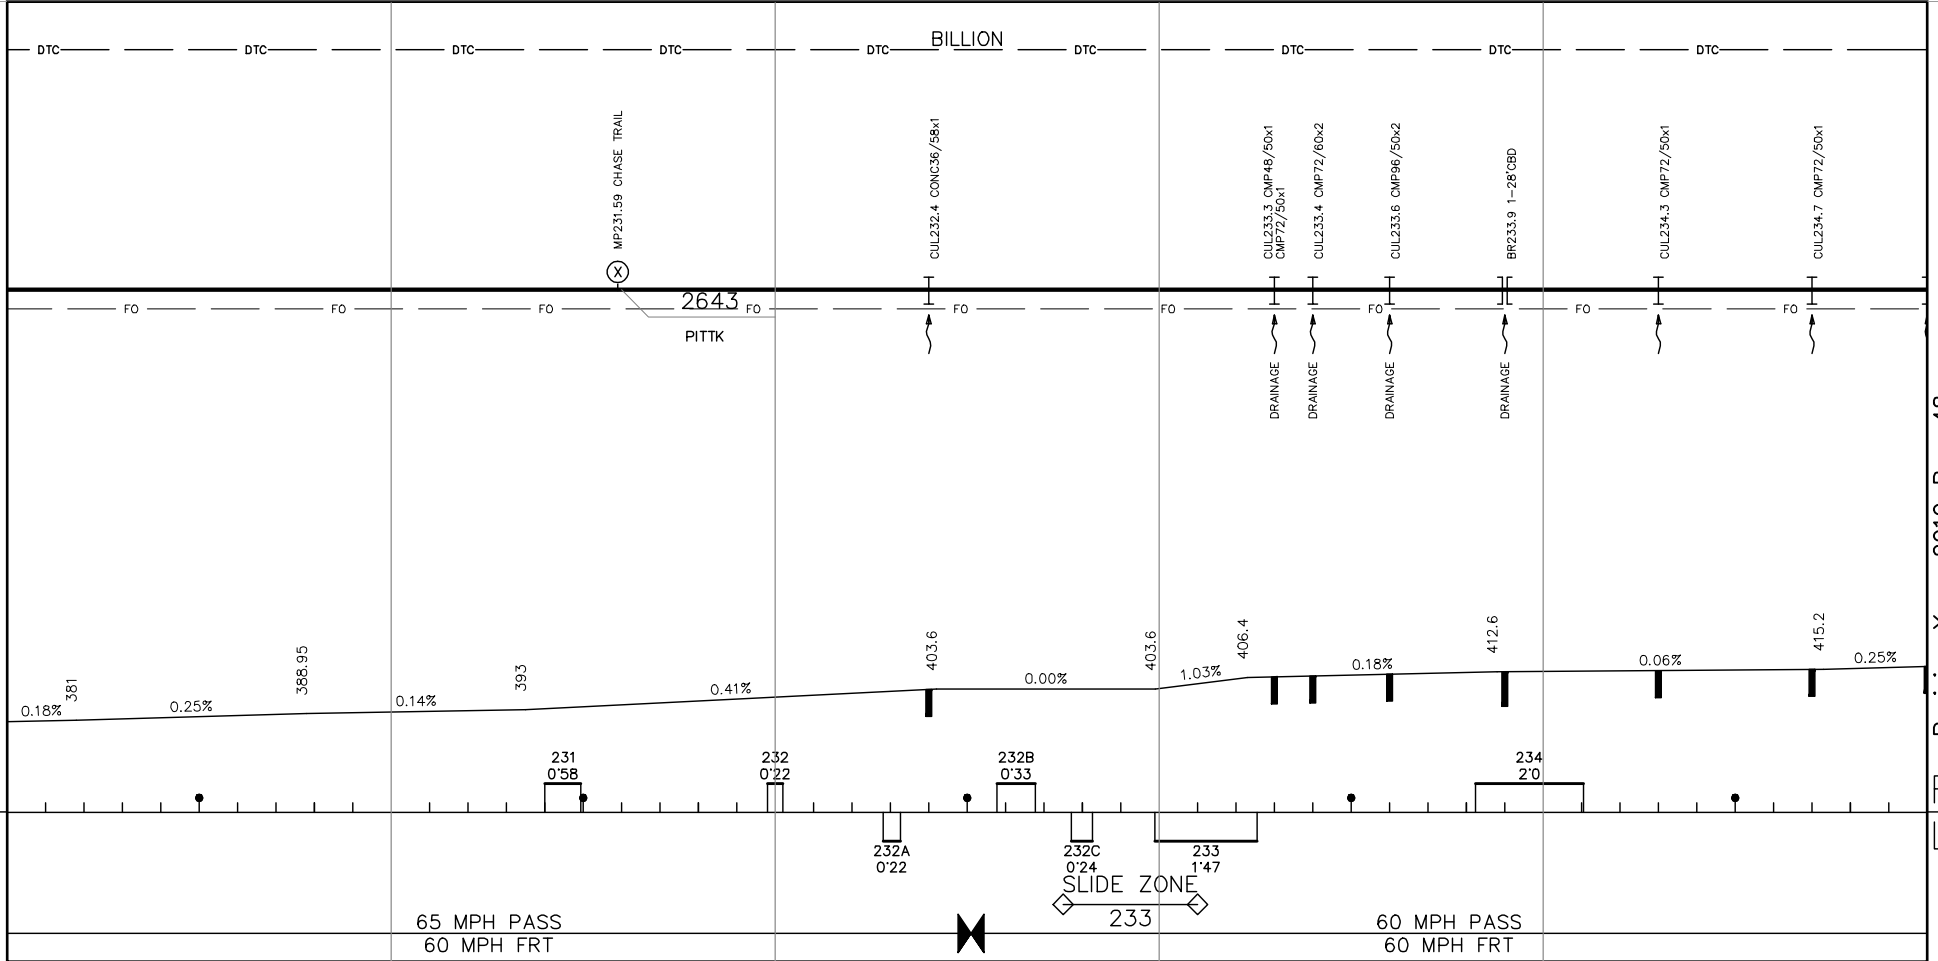 BILLION
DTC DTC DTC DTC DTC DTC DTC DTC DTC
MP231.59 CHASE TRAIL
X
CUL232.4 CONC36/58x1
CUL233.3 CMP48/50x1
CMP72/50x1
CUL233.4 CMP72/60x2
CUL233.6 CMP96/50x2
BR233.9 1-28'CBD
CUL234.3 CMP72/50x1
CUL234.7 CMP72/50x1
2643
FO FO FO FO FO FO FO FO FO
PITTK
DRAINAGE
DRAINAGE
DRAINAGE
DRAINAGE
381
388.95
393
403.6
403.6
406.4
412.6
415.2
0.18% 0.25% 0.14% 0.41% 0.00% 1.03% 0.18% 0.06% 0.25%
231
0'58
232
0'22
232B
0'33
234
2'0
232A
0'22
232C
0'24
233
1'47
SLIDE ZONE
233
65 MPH PASS
60 MPH FRT
60 MPH PASS
60 MPH FRT